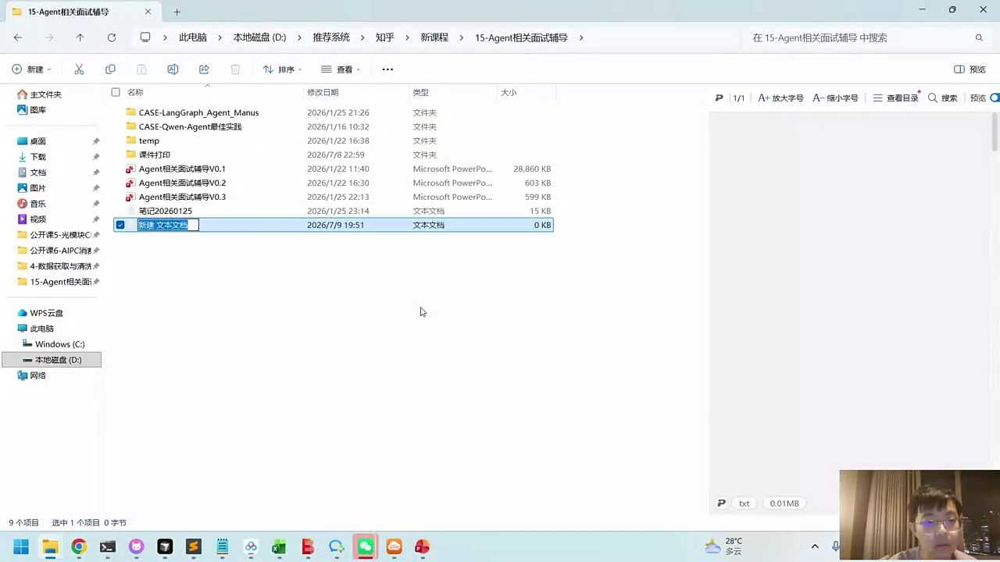 15-Agent相关面试辅导
此电脑 > 本地磁盘 (D:) > 推荐系统 > 知乎 > 新课程 > 15-Agent相关面试辅导 >
在 15-Agent相关面试辅导 中搜索
新建
排序
查看
预览
主文件夹
图库
桌面
下载
文档
图片
音乐
视频
公开课5-光模块C
公开课6-AIPC消
4-数据获取与清洗
15-Agent相关面
WPS云盘
此电脑
Windows (C:)
本地磁盘 (D:)
网络
名称 修改日期 类型 大小
CASE-LangGraph_Agent_Manus 2026/1/25 21:26 文件夹
CASE-Qwen-Agent最佳实践 2026/1/16 10:32 文件夹
temp 2026/1/22 16:38 文件夹
课件打印 2026/7/8 22:59 文件夹
Agent相关面试辅导V0.1 2026/1/22 11:40 Microsoft PowerPo... 28,860 KB
Agent相关面试辅导V0.2 2026/1/22 16:30 Microsoft PowerPo... 603 KB
Agent相关面试辅导V0.3 2026/1/25 22:13 Microsoft PowerPo... 599 KB
笔记20260125 2026/1/25 23:14 文本文档 15 KB
新建 文本文档 2026/7/9 19:51 文本文档 0 KB
1/1 A+ 放大字号 A- 缩小字号 查看目录 搜索 预览
txt 0.01MB
9 个项目 选中 1 个项目 0 字节
28°C
多云